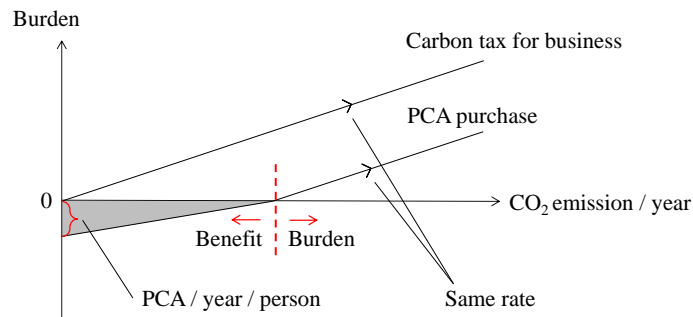 Burden
Carbon tax for business
PCA purchase
0
CO₂ emission / year
Benefit
Burden
PCA / year / person
Same rate